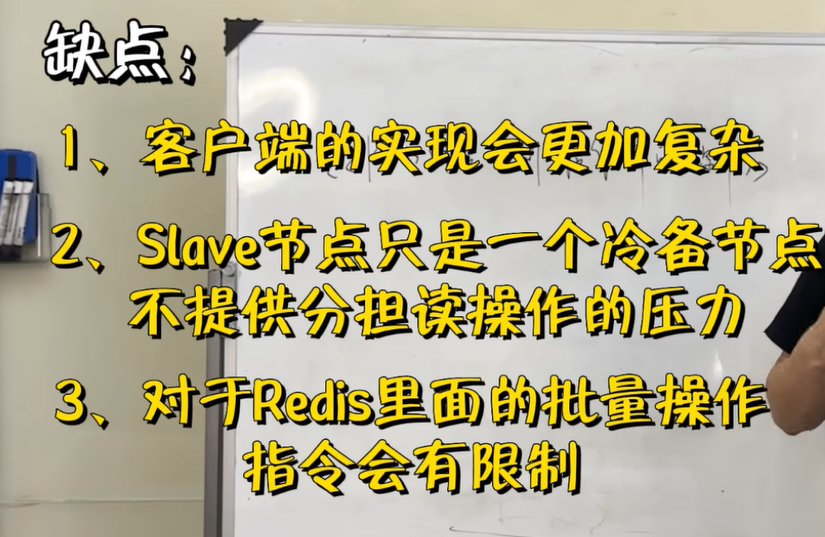 缺点：
1、客户端的实现会更加复杂
2、Slave节点只是一个冷备节点
不提供分担读操作的压力
3、对于Redis里面的批量操作
指令会有限制